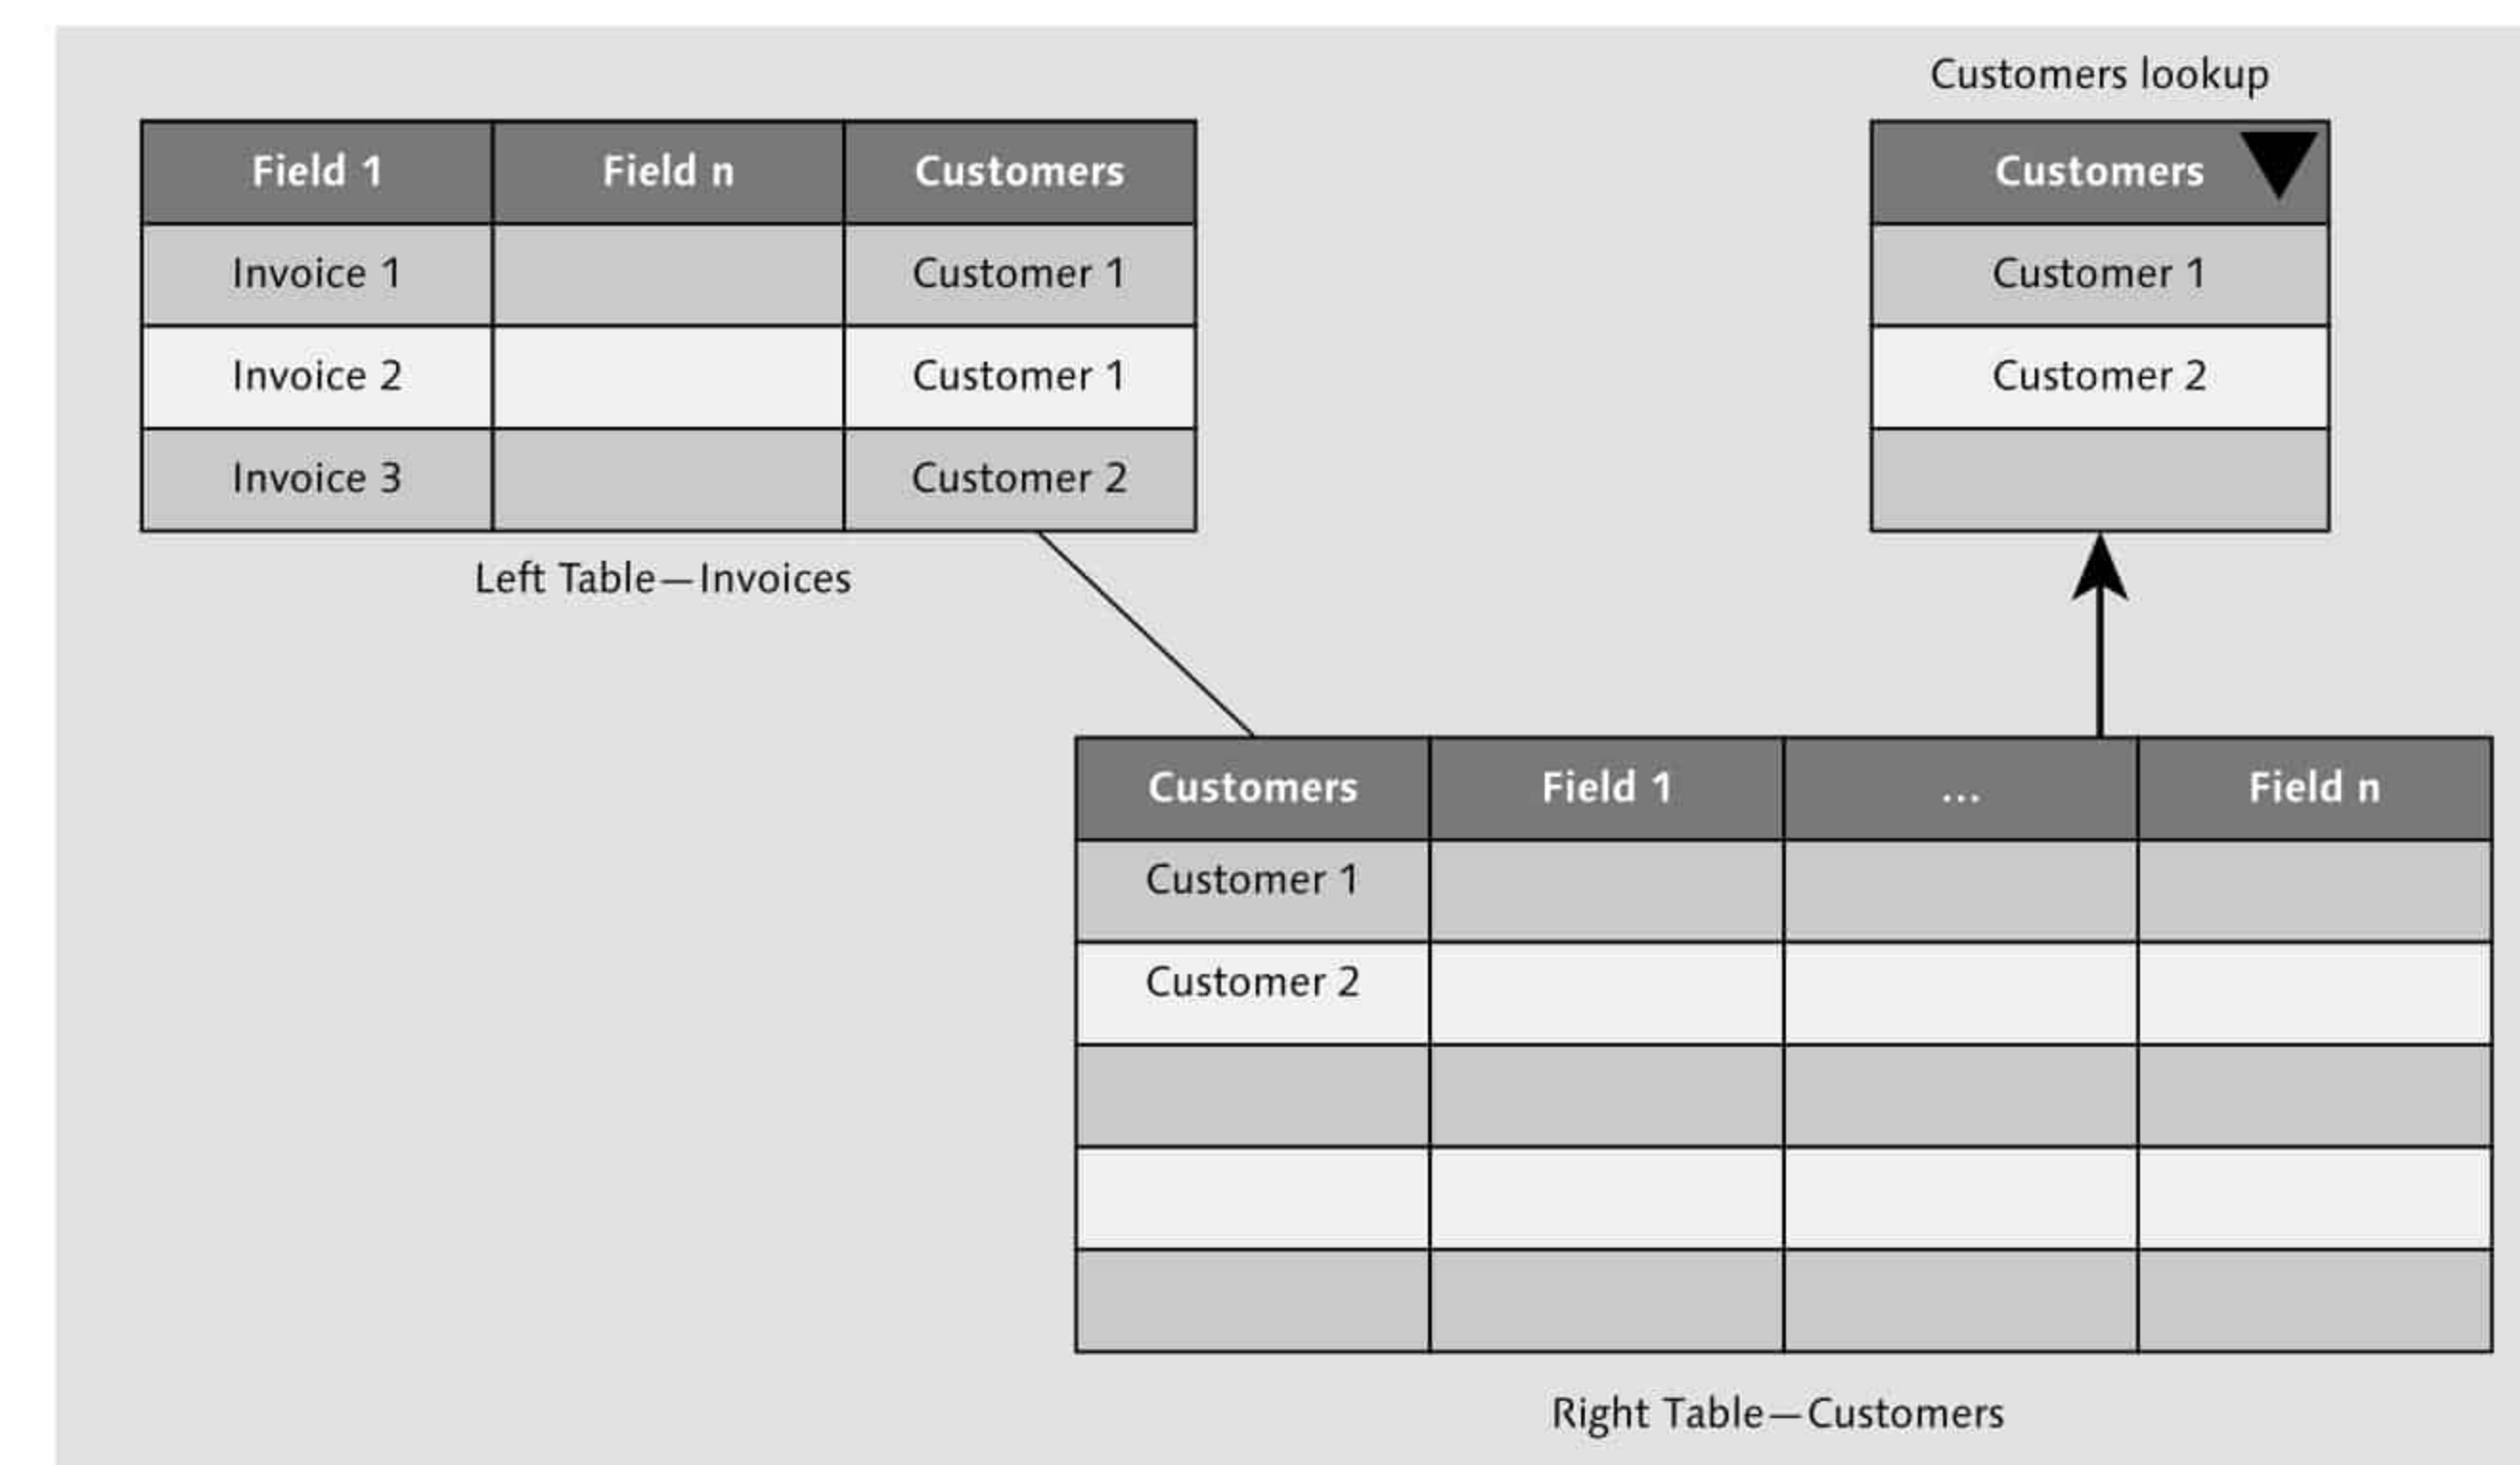 Customers lookup
Field 1 Field n Customers
Invoice 1 Customer 1
Invoice 2 Customer 1
Invoice 3 Customer 2
Left Table—Invoices
Customers
Customer 1
Customer 2
Customers Field 1 ... Field n
Customer 1
Customer 2
Right Table—Customers